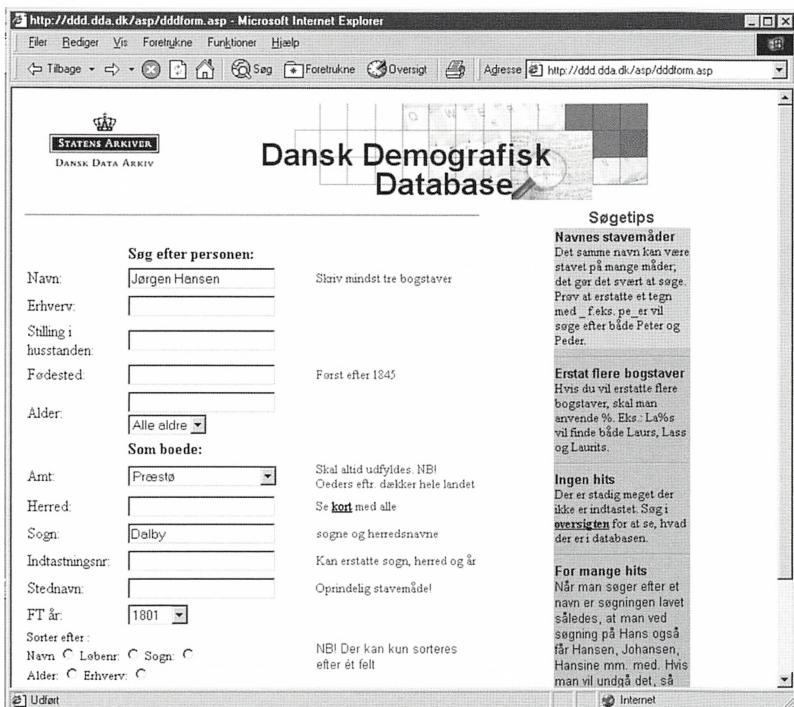 http://ddd.dda.dk/asp/dddform.asp - Microsoft Internet Explorer
Filer Rediger Vis Foretrukne Funktioner Hjælp
Tilbage Søg Foretrukne Oversigt Adresse http://ddd.dda.dk/asp/dddform.asp
STATENS ARKIVER
DANSK DATA ARKIV
Dansk Demografisk
Database
Søg efter personen:
Navn: Jørgen Hansen Skriv mindst tre bogstaver
Erhverv:
Stilling i
husstanden:
Fødested: Først efter 1845
Alder:
Alle aldre
Som boede:
Amt: Præstø Skal altid udfyldes. NB!
Oeders eftr. dækker hele landet
Herred: Se kort med alle
Sogn: Dalby sogne og herredsnavne
Indtastningsnr: Kan erstatte sogn, herred og år
Stednavn: Oprindelig stavemåde!
FT år: 1801
Sorter efter :
Navn Løbenr: Sogn:
Alder: Erhverv:
NB! Der kan kun sorteres
efter ét felt
Søgetips
Navnes stavemåder
Det samme navn kan være
stavet på mange måder;
det gør det svært at søge.
Prøv at erstatte et tegn
med _ f.eks. pe_er vil
søge efter både Peter og
Peder.
Erstat flere bogstaver
Hvis du vil erstatte flere
bogstaver, skal man
anvende %. Eks.: La%s
vil finde både Laurs, Lass
og Laurits.
Ingen hits
Der er stadig meget der
ikke er indtastet. Søg i
oversigten for at se, hvad
der er i databasen.
For mange hits
Når man søger efter et
navn er søgningen lavet
således, at man ved
søgning på Hans også
får Hansen, Johansen,
Hansine mm. med. Hvis
man vil undgå det, så
Udført Internet